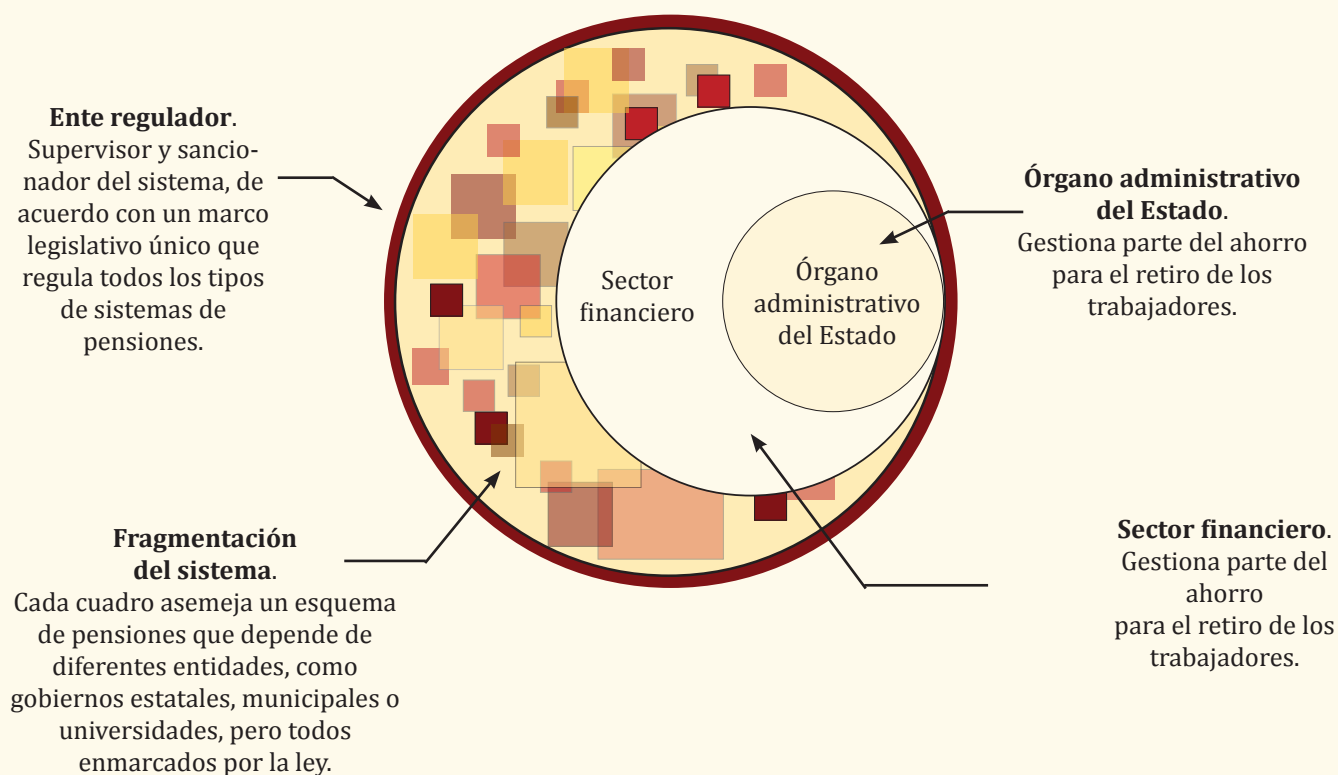 Ente regulador.
Supervisor y sancio-
nador del sistema, de
acuerdo con un marco
legislativo único que
regula todos los tipos
de sistemas de
pensiones.
Sector
financiero
Órgano
administrativo
del Estado
Órgano administrativo
del Estado.
Gestiona parte del ahorro
para el retiro de los
trabajadores.
Fragmentación
del sistema.
Cada cuadro asemeja un esquema
de pensiones que depende de
diferentes entidades, como
gobiernos estatales, municipales o
universidades, pero todos
enmarcados por la ley.
Sector financiero.
Gestiona parte del
ahorro
para el retiro de los
trabajadores.